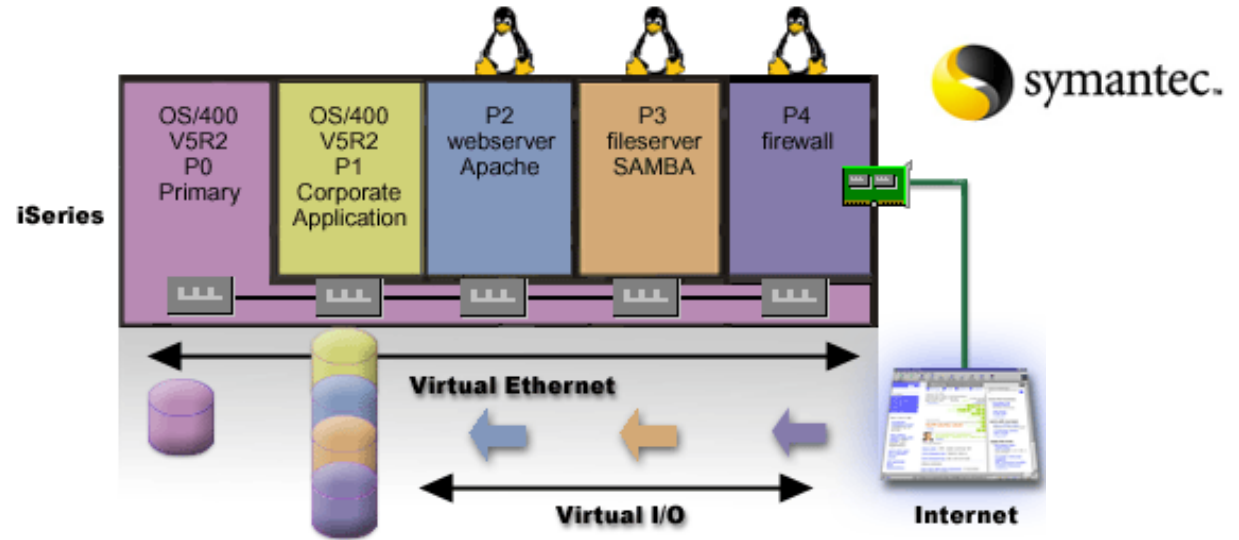 symantec.
OS/400
V5R2
P0
Primary
OS/400
V5R2
P1
Corporate
Application
P2
webserver
Apache
P3
fileserver
SAMBA
P4
firewall
iSeries
Virtual Ethernet
Virtual I/O
Internet